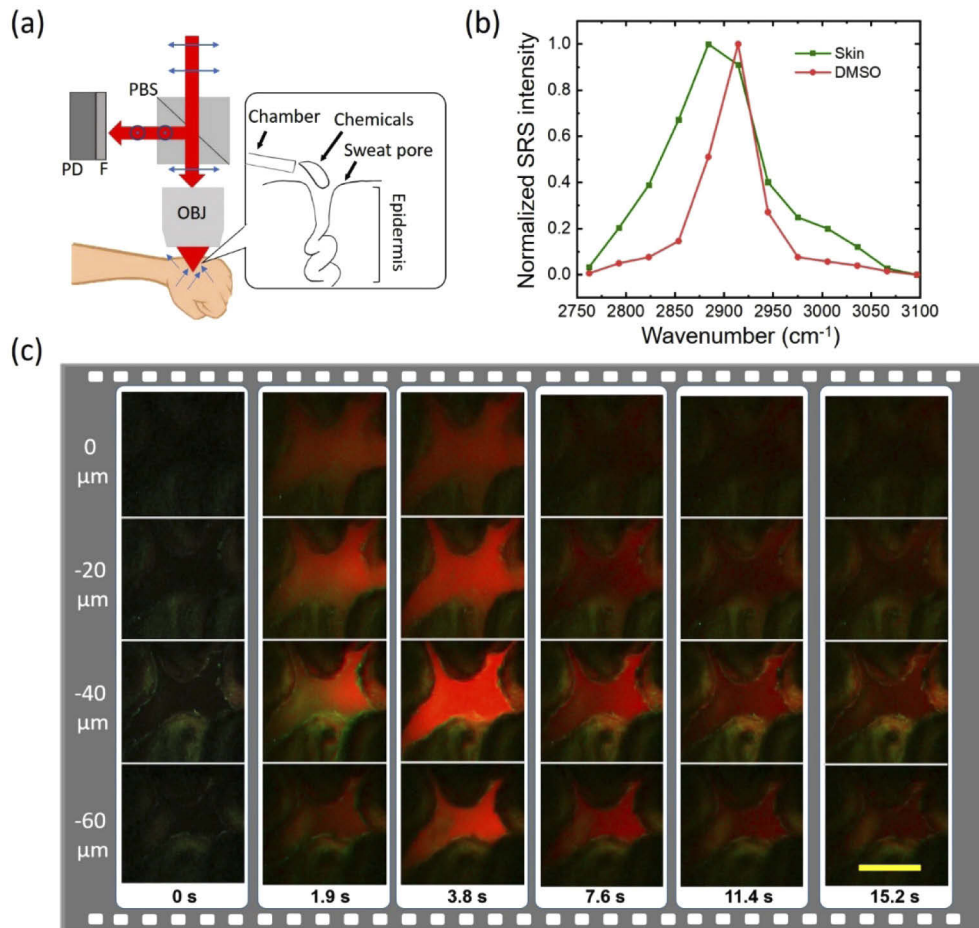 (a)
PBS
PD F
OBJ
Chamber
Chemicals
Sweat pore
Epidermis
(b)
Normalized SRS intensity
1.0
0.8
0.6
0.4
0.2
0.0
Skin
DMSO
2750 2800 2850 2900 2950 3000 3050 3100
Wavenumber (cm⁻¹)
(c)
0
µm
-20
µm
-40
µm
-60
µm
0 s 1.9 s 3.8 s 7.6 s 11.4 s 15.2 s